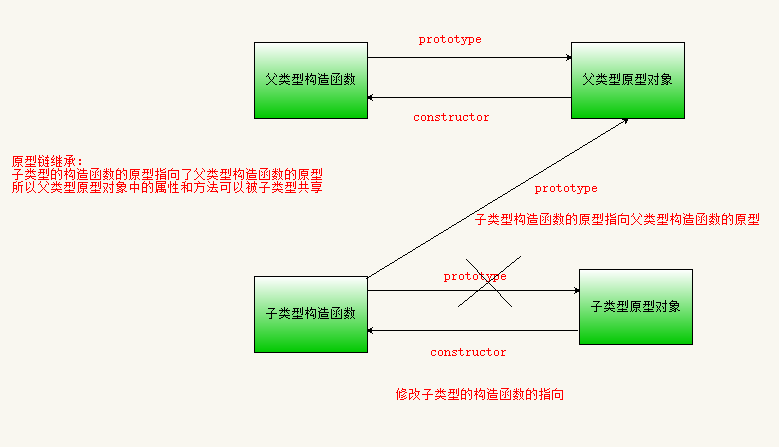 prototype
父类型构造函数
父类型原型对象
constructor
原型链继承:
子类型的构造函数的原型指向了父类型构造函数的原型
所以父类型原型对象中的属性和方法可以被子类型共享
prototype
子类型构造函数的原型指向父类型构造函数的原型
prototype
子类型构造函数
子类型原型对象
constructor
修改子类型的构造函数的指向